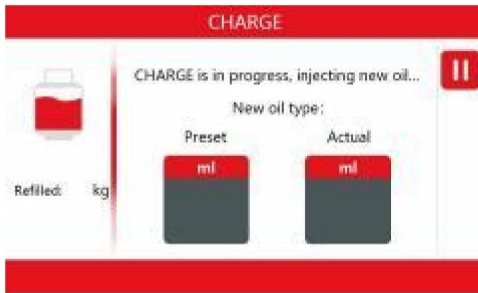 CHARGE
CHARGE is in progress, injecting new oil...
New oil type:
Preset Actual
ml ml
Refilled: kg